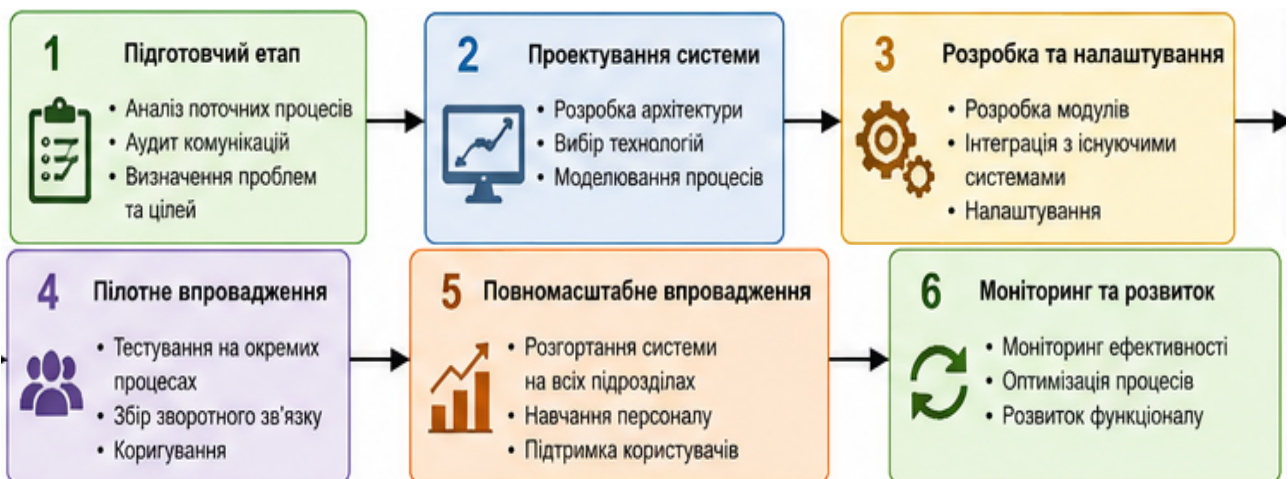 1
Підготовчий етап
• Аналіз поточних процесів
• Аудит комунікацій
• Визначення проблем
та цілей
2
Проектування системи
• Розробка архітектури
• Вибір технологій
• Моделювання процесів
3
Розробка та налаштування
• Розробка модулів
• Інтеграція з існуючими
системами
• Налаштування
4
Пілотне впровадження
• Тестування на окремих
процесах
• Збір зворотного зв'язку
• Коригування
5
Повномасштабне впровадження
• Розгортання системи
на всіх підрозділах
• Навчання персоналу
• Підтримка користувачів
6
Моніторинг та розвиток
• Моніторинг ефективності
• Оптимізація процесів
• Розвиток функціоналу